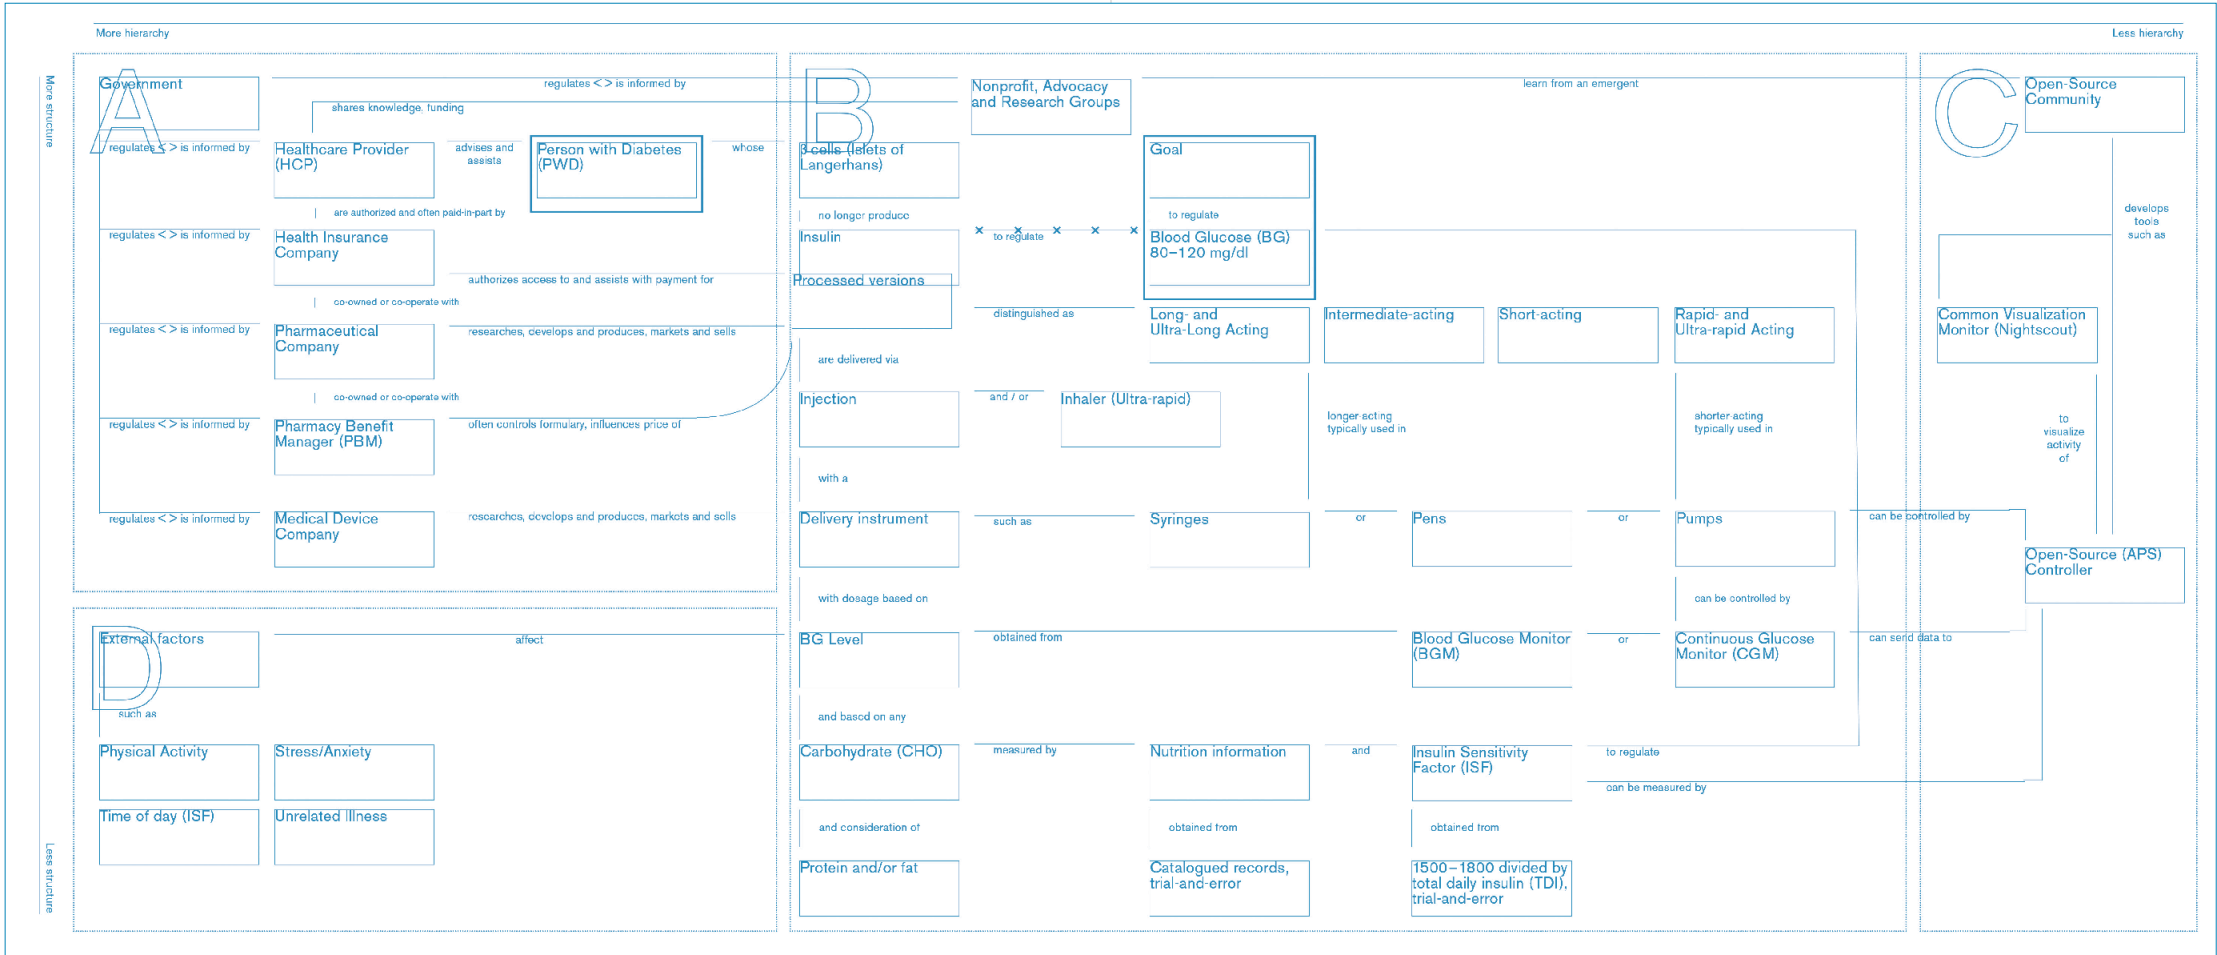 More hierarchy
Less hierarchy
More structure
Less structure
A
Government
regulates < > is informed by
shares knowledge, funding
regulates < > is informed by
Healthcare Provider
(HCP)
advises and
assists
Person with Diabetes
(PWD)
whose
are authorized and often paid-in-part by
regulates < > is informed by
Health Insurance
Company
authorizes access to and assists with payment for
co-owned or co-operate with
regulates < > is informed by
Pharmaceutical
Company
researches, develops and produces, markets and sells
co-owned or co-operate with
regulates < > is informed by
Pharmacy Benefit
Manager (PBM)
often controls formulary, influences price of
regulates < > is informed by
Medical Device
Company
researches, develops and produces, markets and sells
B
Nonprofit, Advocacy
and Research Groups
learn from an emergent
β cells (Islets of
Langerhans)
Goal
no longer produce
to regulate
Insulin
to regulate
Blood Glucose (BG)
80–120 mg/dl
Processed versions
distinguished as
Long- and
Ultra-Long Acting
Intermediate-acting
Short-acting
Rapid- and
Ultra-rapid Acting
are delivered via
Injection
and / or
Inhaler (Ultra-rapid)
longer-acting
typically used in
shorter-acting
typically used in
with a
Delivery instrument
such as
Syringes
or
Pens
or
Pumps
can be controlled by
with dosage based on
can be controlled by
BG Level
obtained from
Blood Glucose Monitor
(BGM)
or
Continuous Glucose
Monitor (CGM)
can send data to
and based on any
Carbohydrate (CHO)
measured by
Nutrition information
and
Insulin Sensitivity
Factor (ISF)
to regulate
can be measured by
and consideration of
obtained from
obtained from
Protein and/or fat
Catalogued records,
trial-and-error
1500–1800 divided by
total daily insulin (TDI),
trial-and-error
C
Open-Source
Community
develops
tools
such as
Common Visualization
Monitor (Nightscout)
to
visualize
activity
of
Open-Source (APS)
Controller
D
External factors
affect
such as
Physical Activity
Stress/Anxiety
Time of day (ISF)
Unrelated Illness